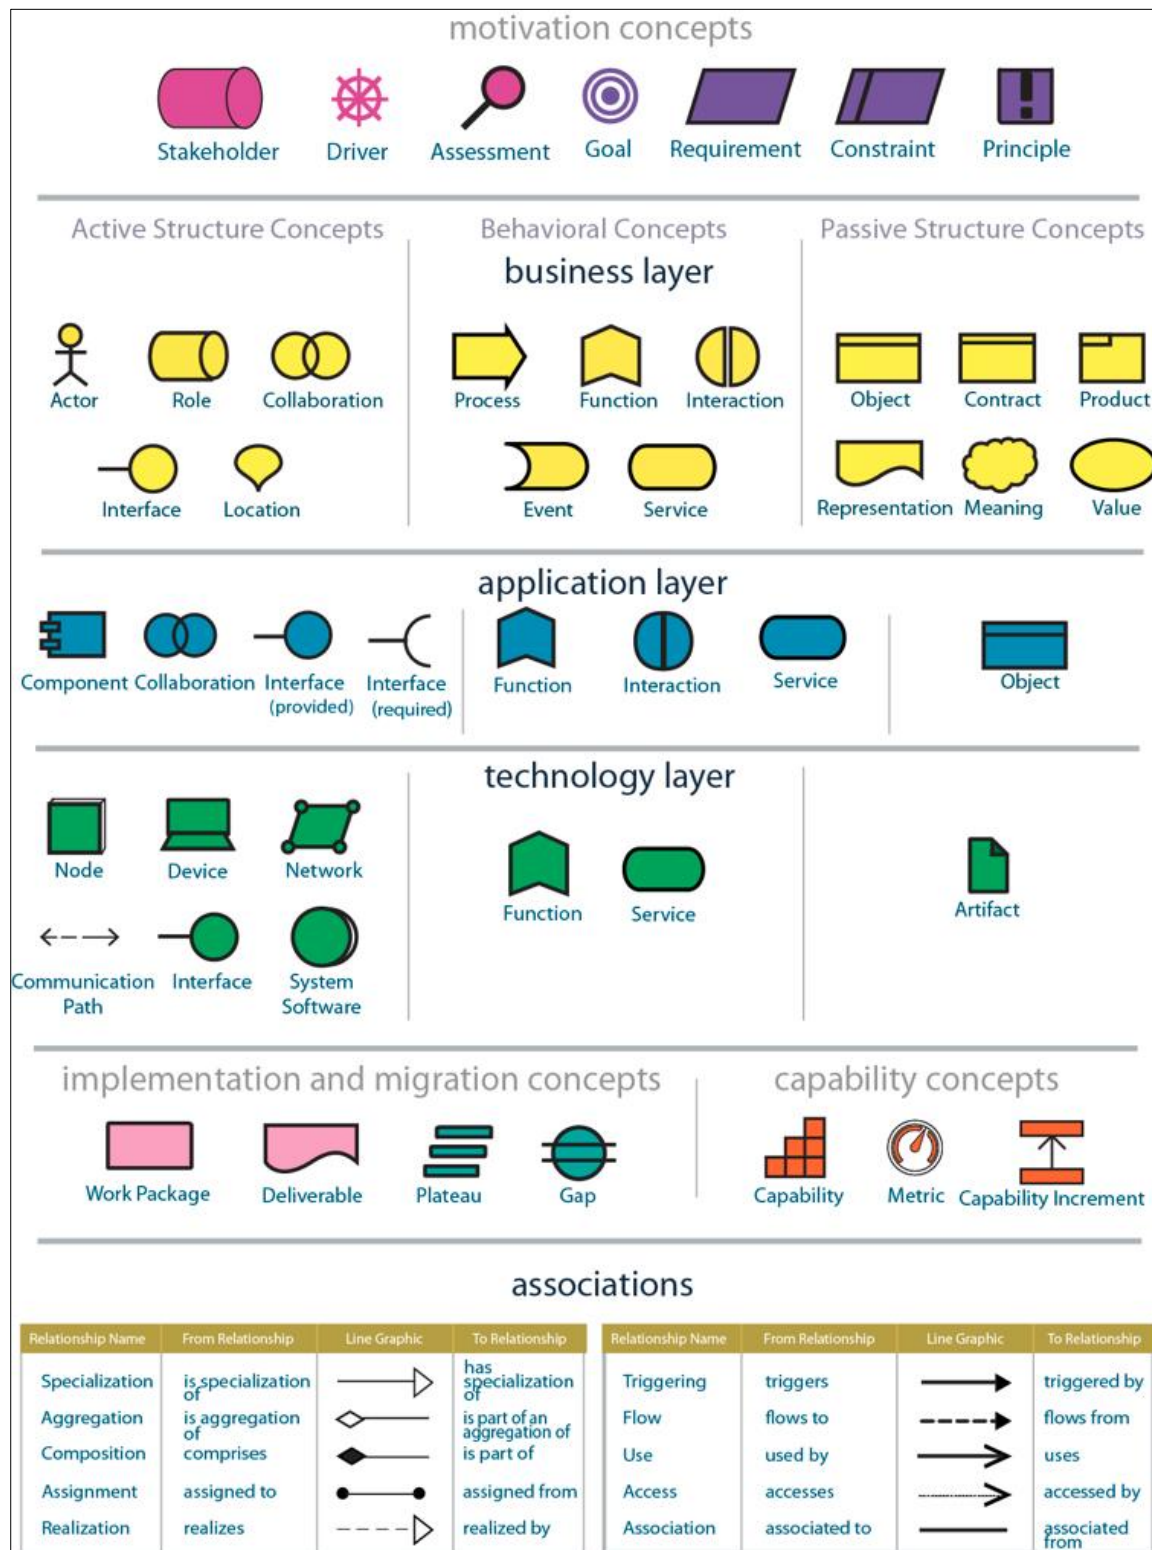 motivation concepts
Stakeholder Driver Assessment Goal Requirement Constraint Principle
Active Structure Concepts Behavioral Concepts Passive Structure Concepts
business layer
Actor Role Collaboration Process Function Interaction Object Contract Product
Interface Location Event Service Representation Meaning Value
application layer
Component Collaboration Interface Interface Function Interaction Service Object
(provided) (required)
technology layer
Node Device Network
Function Service Artifact
Communication Interface System
Path Software
implementation and migration concepts capability concepts
Work Package Deliverable Plateau Gap Capability Metric Capability Increment
associations
Relationship Name From Relationship Line Graphic To Relationship Relationship Name From Relationship Line Graphic To Relationship
Specialization is specialization of has specialization of Triggering triggers triggered by
Aggregation is aggregation of is part of an aggregation of Flow flows to flows from
Composition comprises is part of Use used by uses
Assignment assigned to assigned from Access accesses accessed by
Realization realizes realized by Association associated to associated from